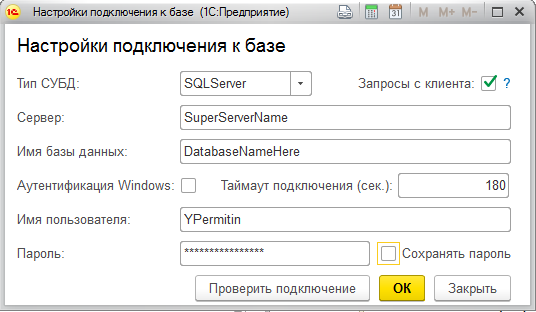 Настройки подключения к базе (1С:Предприятие) 31 M M+ M-
Настройки подключения к базе
Тип СУБД: SQLServer Запросы с клиента: ?
Сервер: SuperServerName
Имя базы данных: DatabaseNameHere
Аутентификация Windows: Таймаут подключения (сек.): 180
Имя пользователя: YPermitin
Пароль: **************** Сохранять пароль
Проверить подключение ОК Закрыть